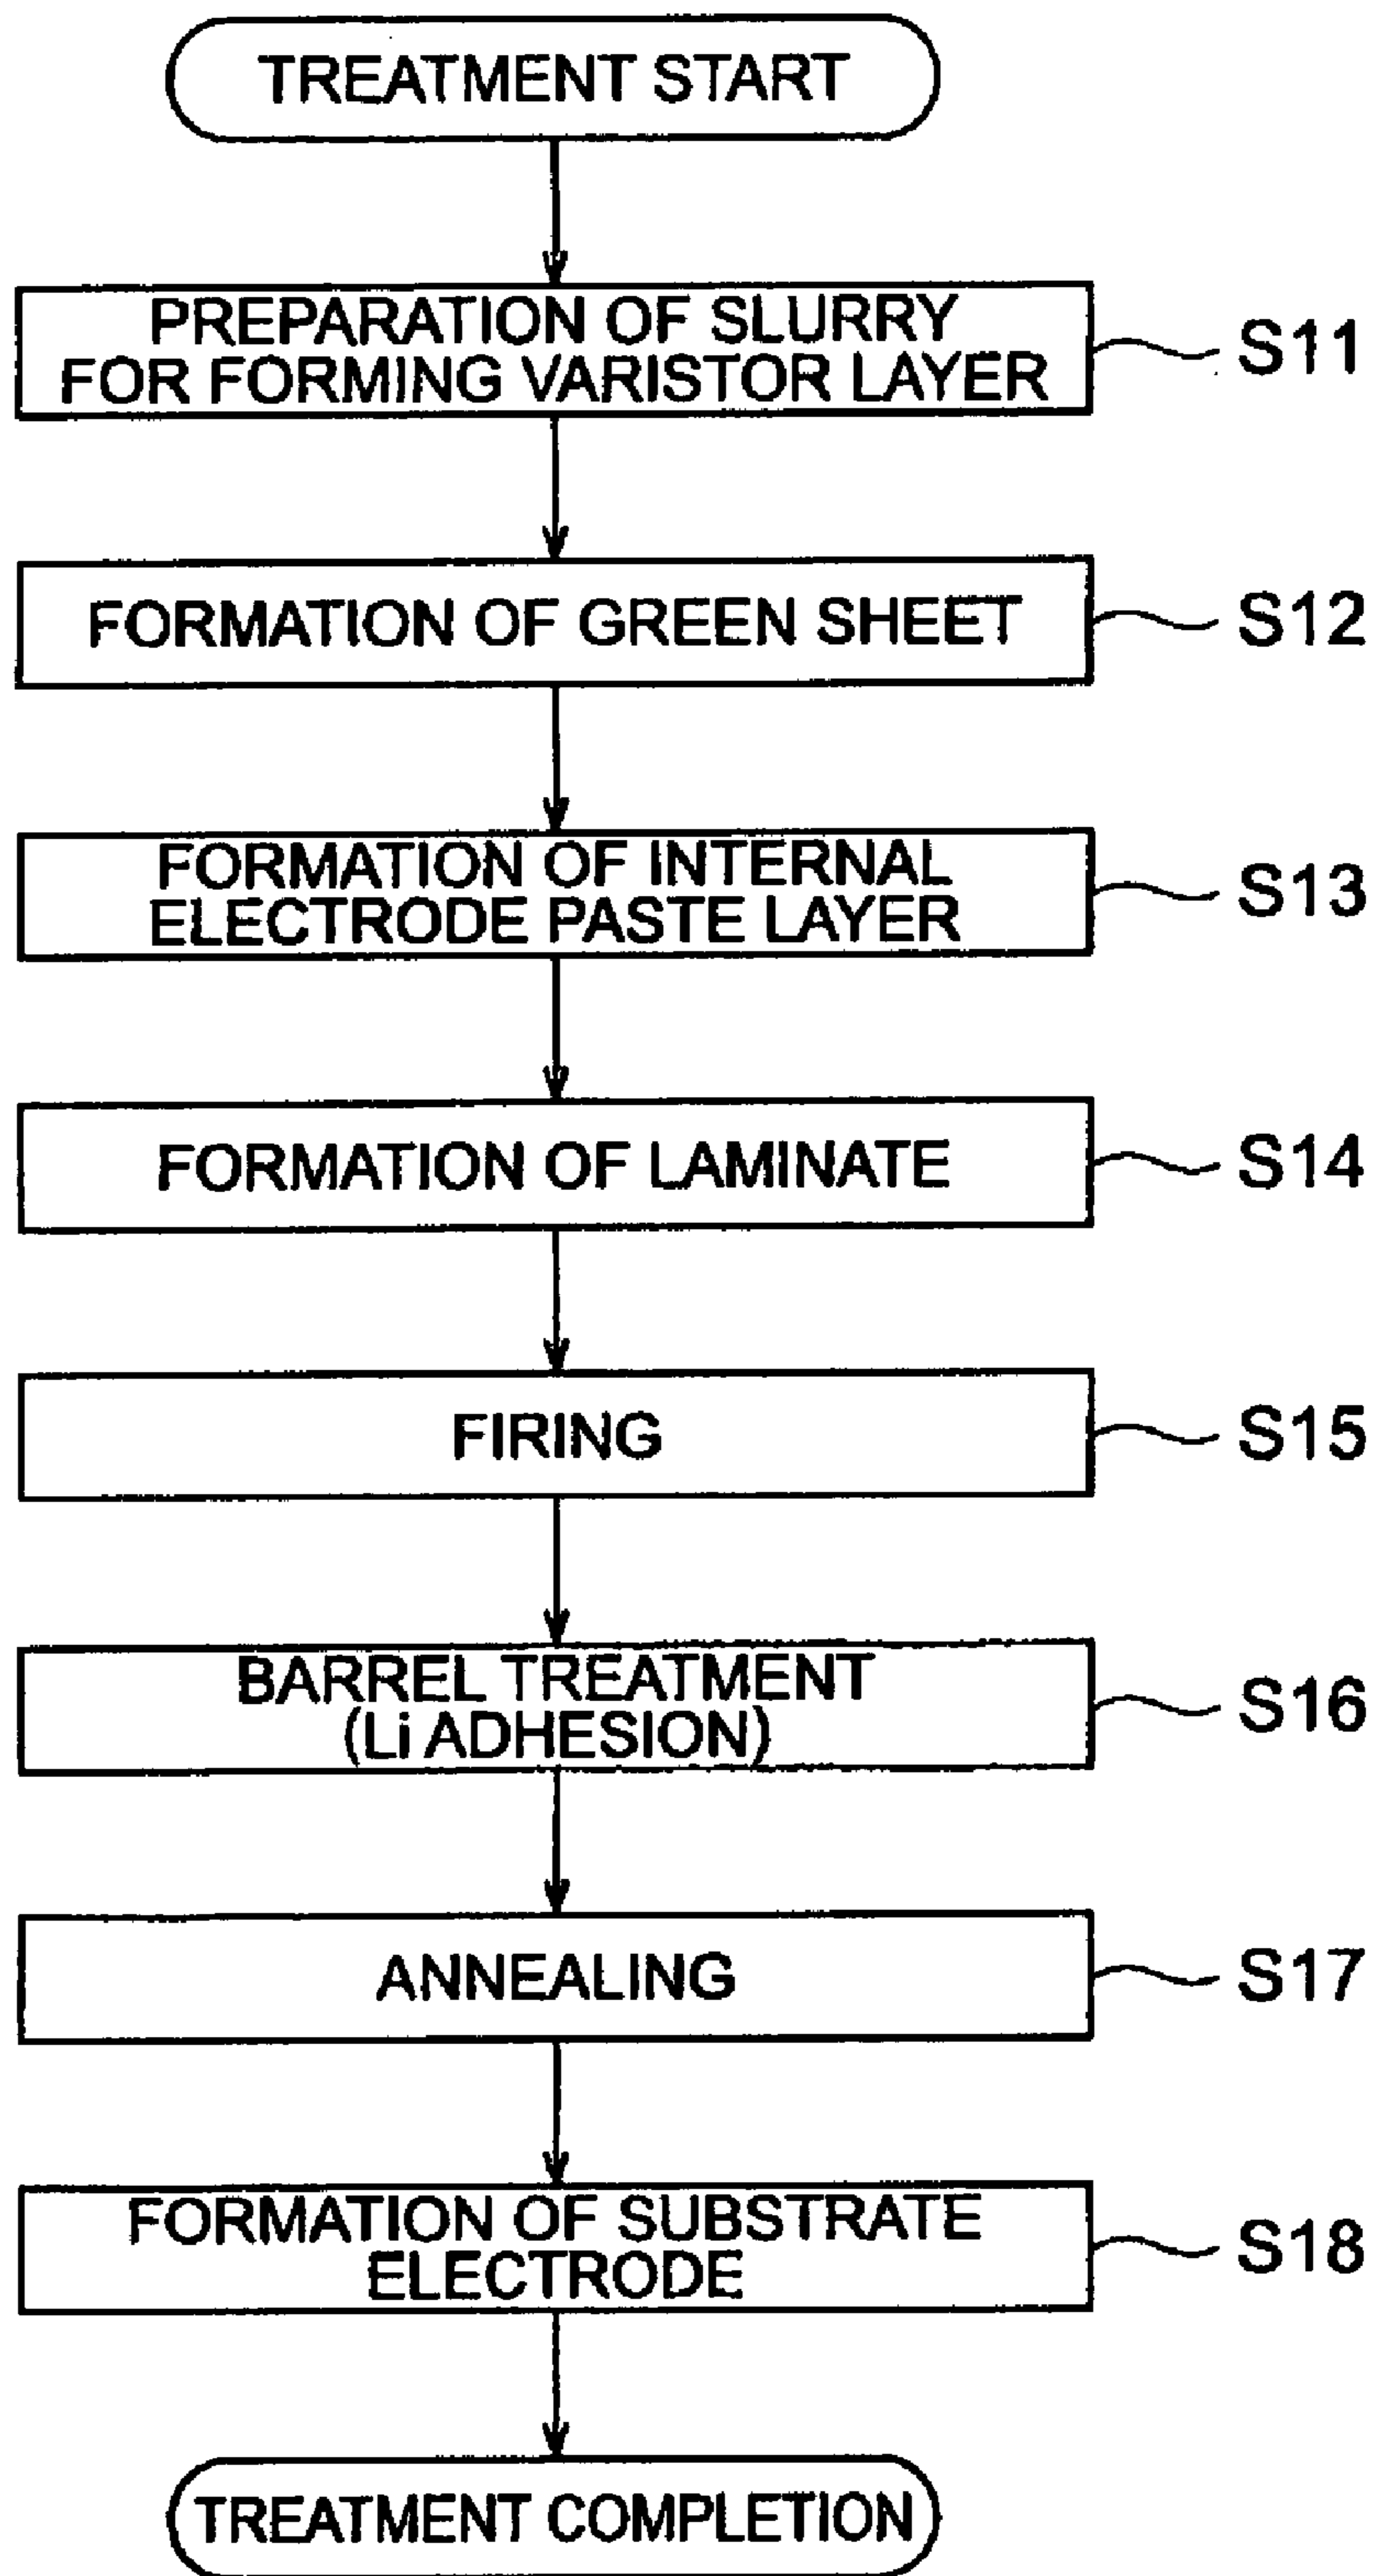 TREATMENT START
PREPARATION OF SLURRY
FOR FORMING VARISTOR LAYER
S11
FORMATION OF GREEN SHEET
S12
FORMATION OF INTERNAL
ELECTRODE PASTE LAYER
S13
FORMATION OF LAMINATE
S14
FIRING
S15
BARREL TREATMENT
(Li ADHESION)
S16
ANNEALING
S17
FORMATION OF SUBSTRATE
ELECTRODE
S18
TREATMENT COMPLETION